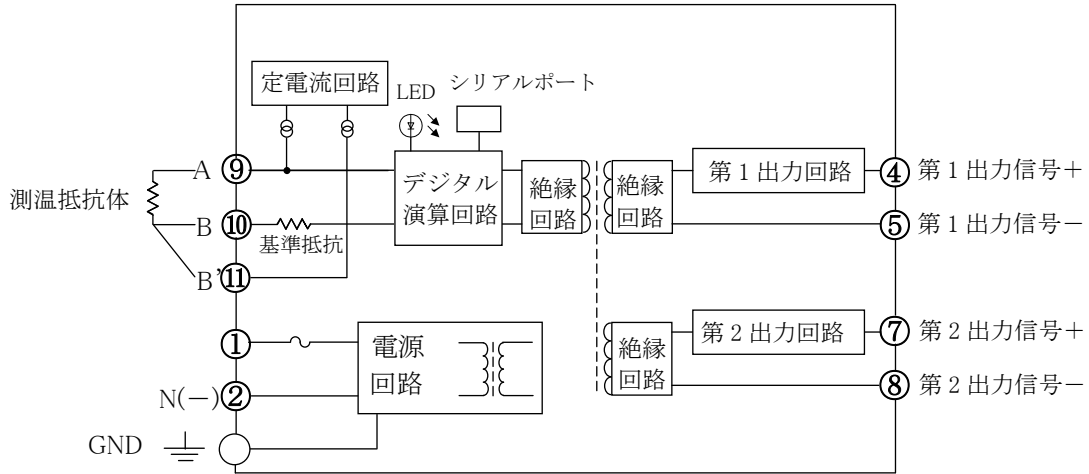 定電流回路
LED
シリアルポート
測温抵抗体
A
⑨
デジタル
演算回路
絶縁
回路
絶縁
回路
第1出力回路
④
第1出力信号+
B
⑩
基準抵抗
⑤
第1出力信号-
B'
⑪
①
電源
回路
絶縁
回路
第2出力回路
⑦
第2出力信号+
N(-)
②
⑧
第2出力信号-
GND